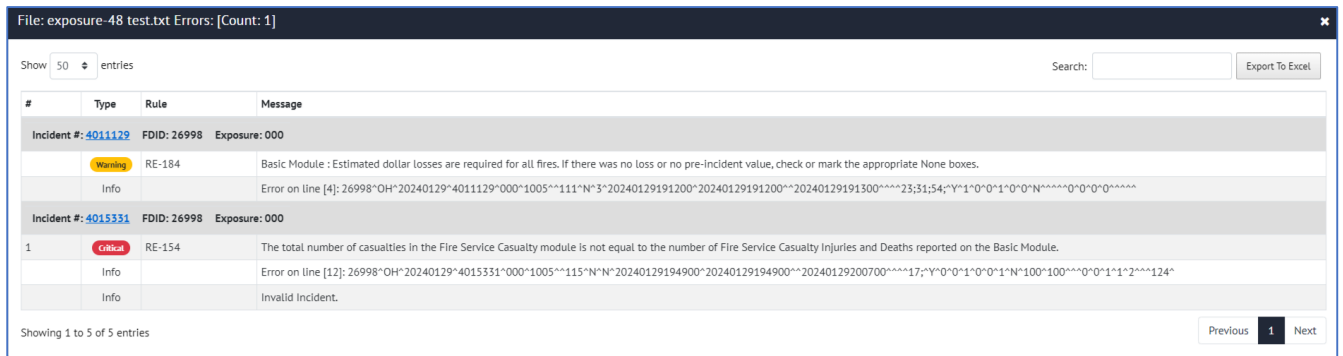 File: exposure-48 test.txt Errors: [Count: 1]
Show 50 entries Search: Export To Excel
# Type Rule Message
Incident #: 4011129 FDID: 26998 Exposure: 000
Warning RE-184 Basic Module : Estimated dollar losses are required for all fires. If there was no loss or no pre-incident value, check or mark the appropriate None boxes.
Info Error on line [4]: 26998^OH^20240129^4011129^000^1005^^111^N^3^20240129191200^20240129191200^^20240129191300^^^^23;31;54;^Y^1^0^0^1^0^0^N^^^^^0^0^0^0^^^^^
Incident #: 4015331 FDID: 26998 Exposure: 000
1 Critical RE-154 The total number of casualties in the Fire Service Casualty module is not equal to the number of Fire Service Casualty Injuries and Deaths reported on the Basic Module.
Info Error on line [12]: 26998^OH^20240129^4015331^000^1005^^115^N^N^20240129194900^20240129194900^^20240129200700^^^^17;^Y^0^0^1^0^0^1^N^100^100^^^0^0^1^1^2^^^124^
Info Invalid Incident.
Showing 1 to 5 of 5 entries Previous 1 Next